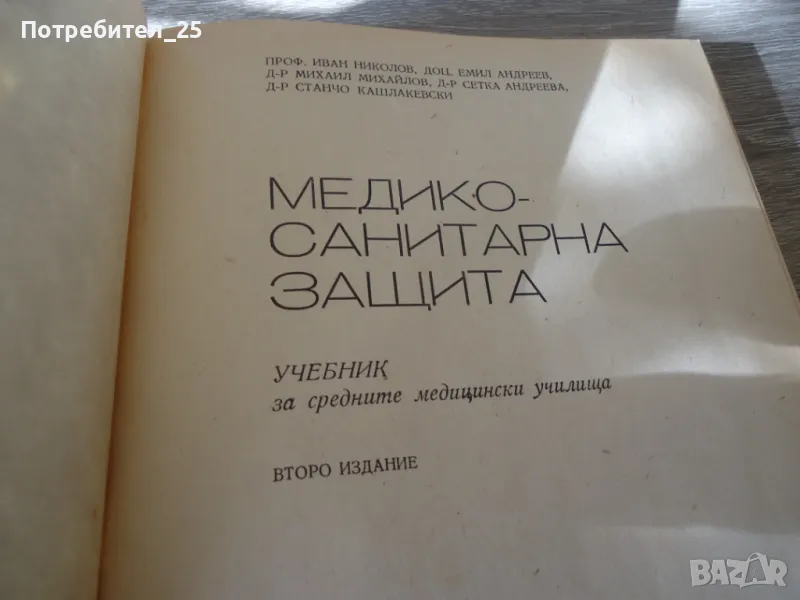 Потребител_25
ПРОФ. ИВАН НИКОЛОВ, ДОЦ. ЕМИЛ АНДРЕЕВ,
Д-Р МИХАИЛ МИХАЙЛОВ, Д-Р СЕТКА АНДРЕЕВА,
Д-Р СТАНЧО КАШЛАКЕВСКИ
МЕДИКО-
САНИТАРНА
ЗАЩИТА
УЧЕБНИК
за средните медицински училища
ВТОРО ИЗДАНИЕ
BAZAR